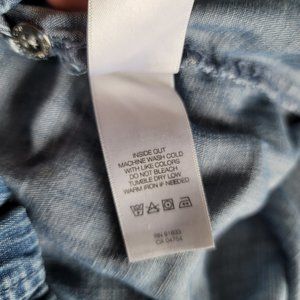 INSIDE OUT
MACHINE WASH COLD
WITH LIKE COLORS
DO NOT BLEACH
TUMBLE DRY LOW
WARM IRON IF NEEDED
RN 91833
CA 04754